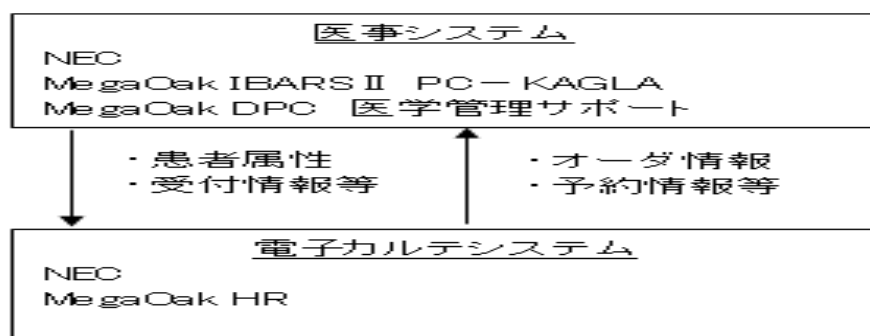 医事システム
NEC
MegaOak IBARSⅡ　PC－KAGLA
MegaOak DPC　医学管理サポート
・患者属性
・受付情報等
・オーダ情報
・予約情報等
電子カルテシステム
NEC
MegaOak HR